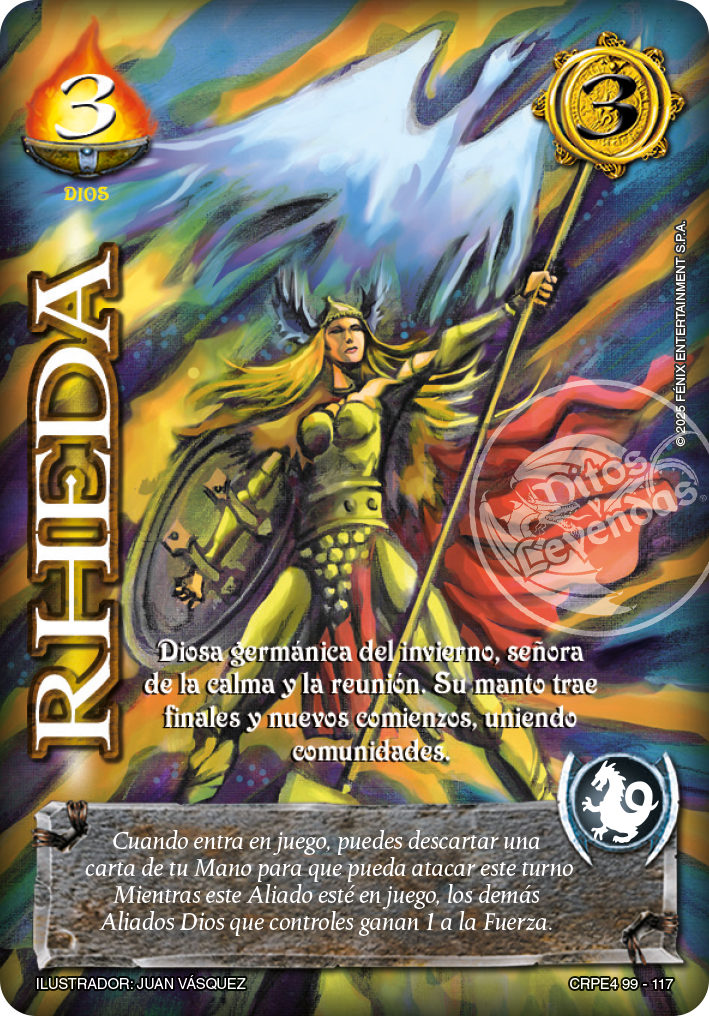 3
3
DIOS
RHEDA
© 2025 FÉNIX ENTERTAINMENT S.P.A.
Mitos
y
Leyendas®
Diosa germánica del invierno, señora
de la calma y la reunión. Su manto trae
finales y nuevos comienzos, uniendo
comunidades.
Cuando entra en juego, puedes descartar una
carta de tu Mano para que pueda atacar este turno
Mientras este Aliado esté en juego, los demás
Aliados Dios que controles ganan 1 a la Fuerza.
ILUSTRADOR: JUAN VÁSQUEZ
CRPE4 99 - 117